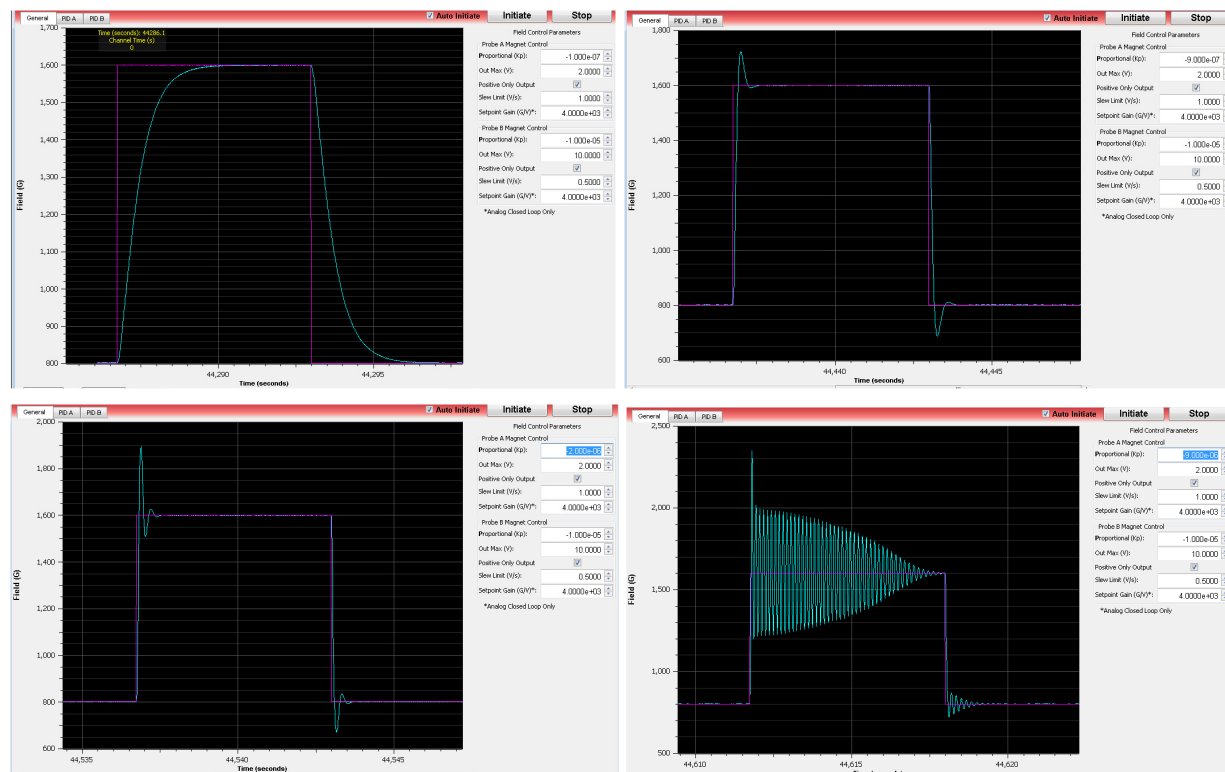 General PID A PID B Auto Initiate Initiate Stop
Time (seconds): 44286.1
Channel Time (s)
0
Field Control Parameters
Probe A Magnet Control
Proportional (Kp): -1.000e-07
Out Max (V): 2.0000
Positive Only Output
Slew Limit (V/s): 1.0000
Setpoint Gain (G/V)*: 4.0000e+03
Probe B Magnet Control
Proportional (Kp): -1.000e-05
Out Max (V): 10.0000
Positive Only Output
Slew Limit (V/s): 0.5000
Setpoint Gain (G/V)*: 4.0000e+03
*Analog Closed Loop Only
1,700
1,600
1,500
1,400
1,300
1,200
1,100
1,000
900
800
Field (G)
44,290 44,295
Time (seconds)
General PID A PID B Auto Initiate Initiate Stop
Field Control Parameters
Probe A Magnet Control
Proportional (Kp): -9.000e-07
Out Max (V): 2.0000
Positive Only Output
Slew Limit (V/s): 1.0000
Setpoint Gain (G/V)*: 4.0000e+03
Probe B Magnet Control
Proportional (Kp): -1.000e-05
Out Max (V): 10.0000
Positive Only Output
Slew Limit (V/s): 0.5000
Setpoint Gain (G/V)*: 4.0000e+03
*Analog Closed Loop Only
1,800
1,600
1,400
1,200
1,000
800
600
Field (G)
44,440 44,445
Time (seconds)
General PID A PID B Auto Initiate Initiate Stop
Field Control Parameters
Probe A Magnet Control
Proportional (Kp): -2.000e-06
Out Max (V): 2.0000
Positive Only Output
Slew Limit (V/s): 1.0000
Setpoint Gain (G/V)*: 4.0000e+03
Probe B Magnet Control
Proportional (Kp): -1.000e-05
Out Max (V): 10.0000
Positive Only Output
Slew Limit (V/s): 0.5000
Setpoint Gain (G/V)*: 4.0000e+03
*Analog Closed Loop Only
2,000
1,800
1,600
1,400
1,200
1,000
800
600
Field (G)
44,535 44,540 44,545
Time (seconds)
General PID A PID B Auto Initiate Initiate Stop
Field Control Parameters
Probe A Magnet Control
Proportional (Kp): -9.000e-06
Out Max (V): 2.0000
Positive Only Output
Slew Limit (V/s): 1.0000
Setpoint Gain (G/V)*: 4.0000e+03
Probe B Magnet Control
Proportional (Kp): -1.000e-05
Out Max (V): 10.0000
Positive Only Output
Slew Limit (V/s): 0.5000
Setpoint Gain (G/V)*: 4.0000e+03
*Analog Closed Loop Only
2,500
2,000
1,500
1,000
500
Field (G)
44,610 44,615 44,620
Time (seconds)